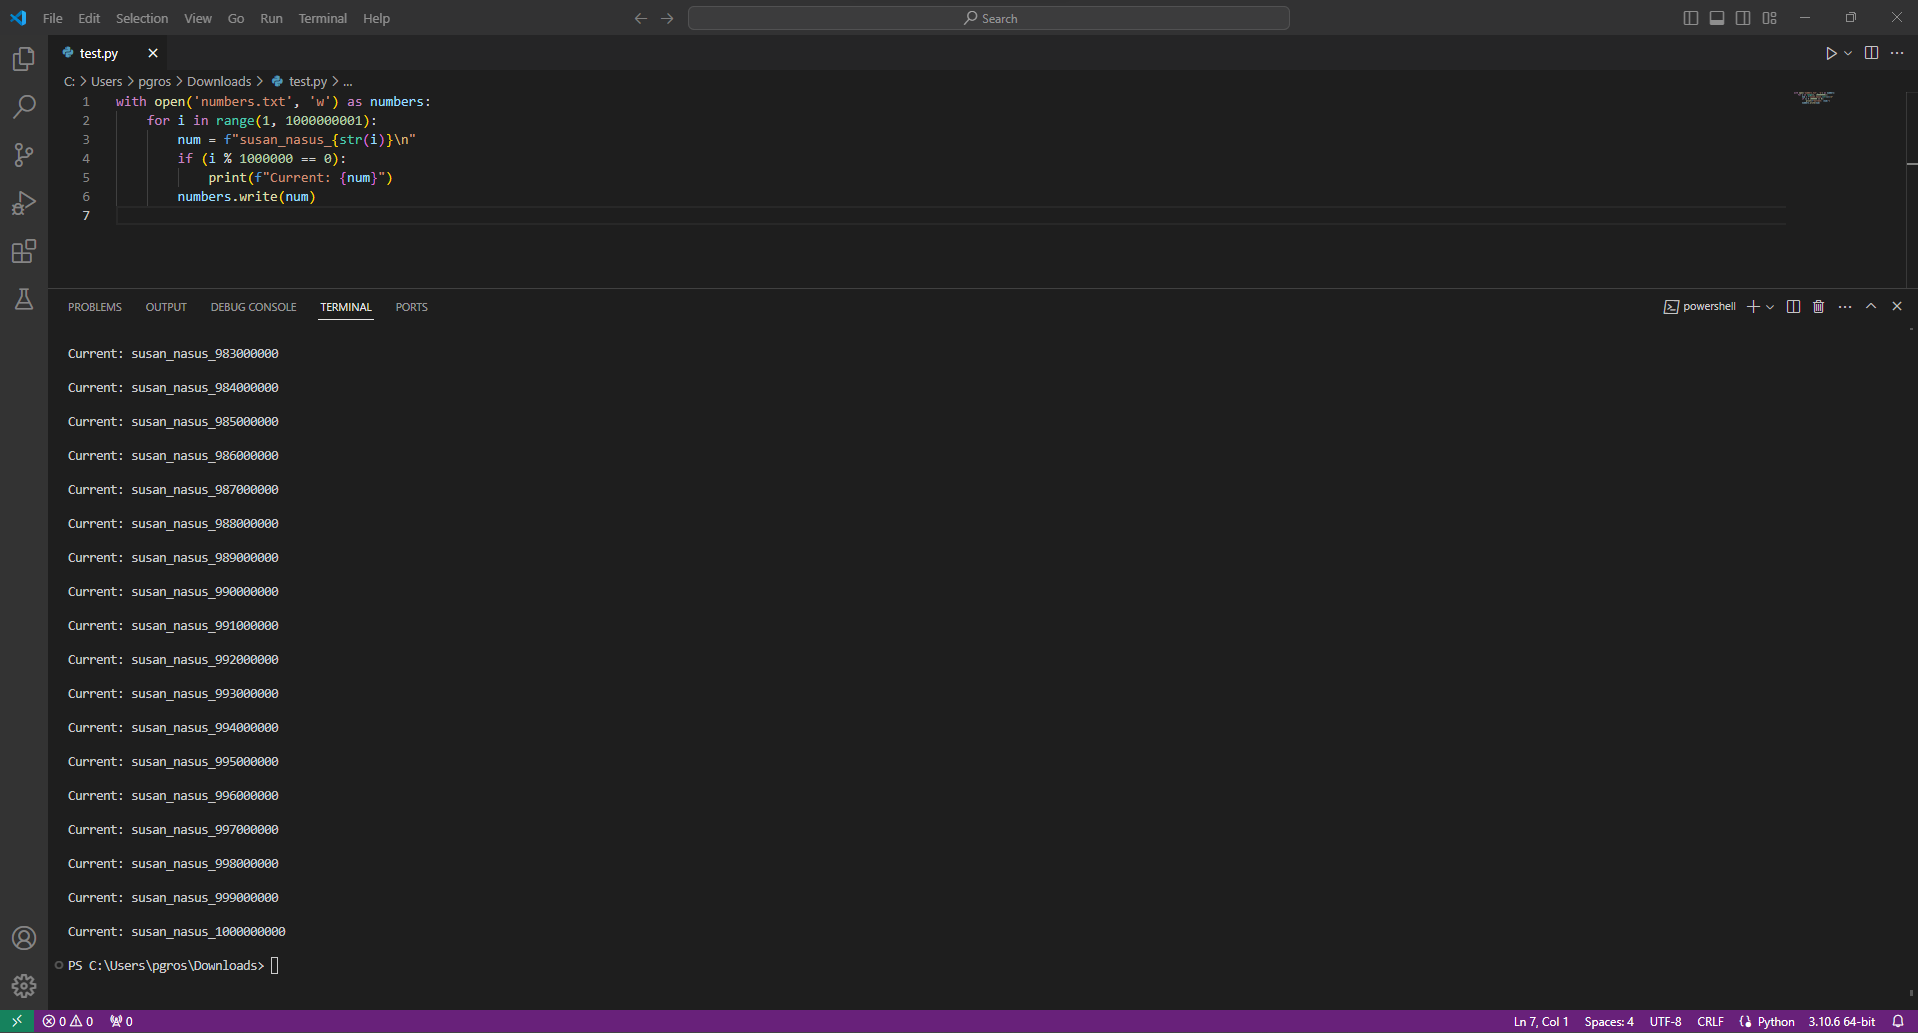 File Edit Selection View Go Run Terminal Help
Search
test.py
C: > Users > pgros > Downloads > test.py > ...
1 with open('numbers.txt', 'w') as numbers:
2 for i in range(1, 1000000001):
3 num = f"susan_nasus_{str(i)}\n"
4 if (i % 1000000 == 0):
5 print(f"Current: {num}")
6 numbers.write(num)
7
PROBLEMS OUTPUT DEBUG CONSOLE TERMINAL PORTS
powershell
Current: susan_nasus_983000000
Current: susan_nasus_984000000
Current: susan_nasus_985000000
Current: susan_nasus_986000000
Current: susan_nasus_987000000
Current: susan_nasus_988000000
Current: susan_nasus_989000000
Current: susan_nasus_990000000
Current: susan_nasus_991000000
Current: susan_nasus_992000000
Current: susan_nasus_993000000
Current: susan_nasus_994000000
Current: susan_nasus_995000000
Current: susan_nasus_996000000
Current: susan_nasus_997000000
Current: susan_nasus_998000000
Current: susan_nasus_999000000
Current: susan_nasus_1000000000
PS C:\Users\pgros\Downloads>
0 0 0
Ln 7, Col 1 Spaces: 4 UTF-8 CRLF Python 3.10.6 64-bit